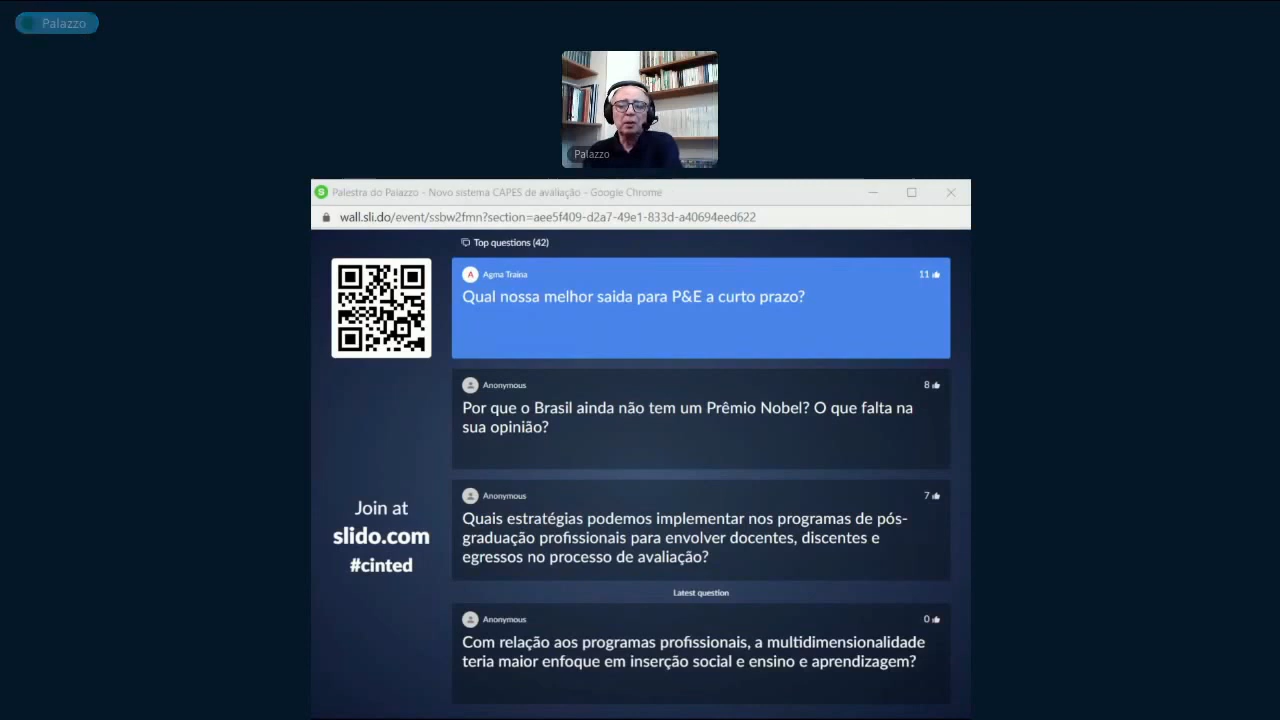 Palazzo
Palazzo
Palestra do Palazzo - Novo sistema CAPES de avaliação - Google Chrome
wall.sli.do/event/ssbw2fmn?section=aee5f409-d2a7-49e1-833d-a40694eed622
Top questions (42)
A Agma Traina 11
Qual nossa melhor saida para P&E a curto prazo?
Anonymous 8
Por que o Brasil ainda não tem um Prêmio Nobel? O que falta na
sua opinião?
Anonymous 7
Quais estratégias podemos implementar nos programas de pós-
graduação profissionais para envolver docentes, discentes e
egressos no processo de avaliação?
Join at
slido.com
#cinted
Latest question
Anonymous 0
Com relação aos programas profissionais, a multidimensionalidade
teria maior enfoque em inserção social e ensino e aprendizagem?